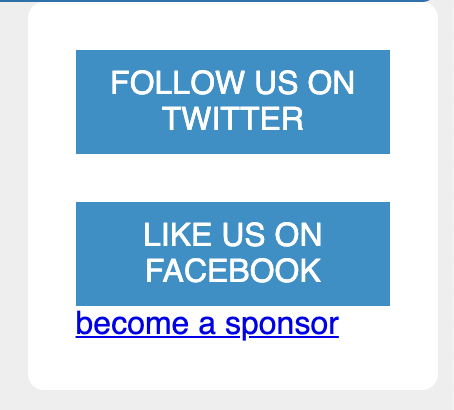 FOLLOW US ON
TWITTER
LIKE US ON
FACEBOOK
become a sponsor